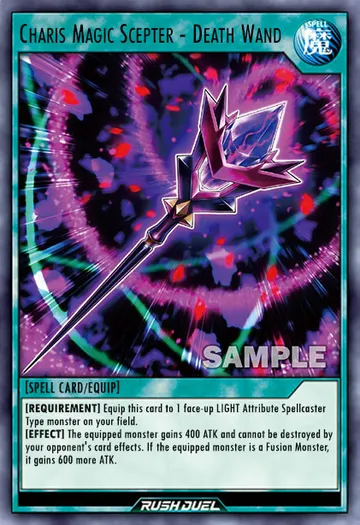 CHARIS MAGIC SCEPTER - DEATH WAND
SPELL
魔
SAMPLE
[SPELL CARD/EQUIP]
[REQUIREMENT] Equip this card to 1 face-up LIGHT Attribute Spellcaster
Type monster on your field.
[EFFECT] The equipped monster gains 400 ATK and cannot be destroyed by
your opponent's card effects. If the equipped monster is a Fusion Monster,
it gains 600 more ATK.
RUSH DUEL